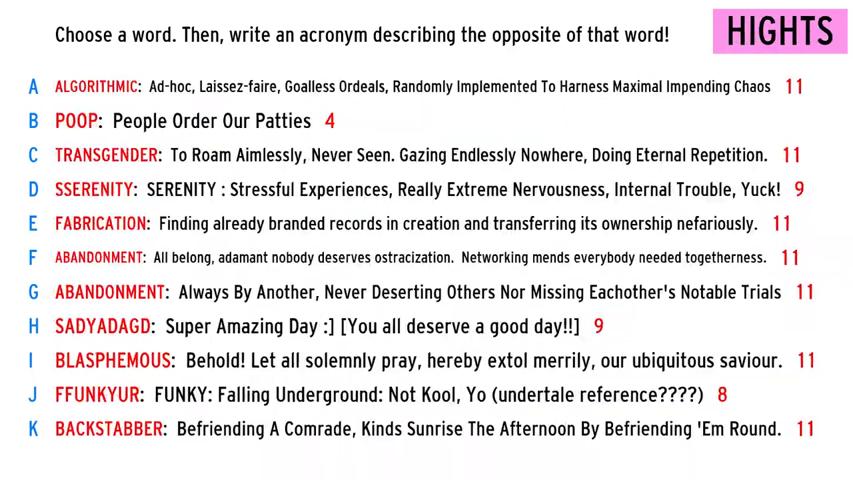 Choose a word. Then, write an acronym describing the opposite of that word!
HIGHTS
A ALGORITHMIC: Ad-hoc, Laissez-faire, Goalless Ordeals, Randomly Implemented To Harness Maximal Impending Chaos 11
B POOP: People Order Our Patties 4
C TRANSGENDER: To Roam Aimlessly, Never Seen. Gazing Endlessly Nowhere, Doing Eternal Repetition. 11
D SSERENITY: SERENITY : Stressful Experiences, Really Extreme Nervousness, Internal Trouble, Yuck! 9
E FABRICATION: Finding already branded records in creation and transferring its ownership nefariously. 11
F ABANDONMENT: All belong, adamant nobody deserves ostracization. Networking mends everybody needed togetherness. 11
G ABANDONMENT: Always By Another, Never Deserting Others Nor Missing Eachother's Notable Trials 11
H SADYADAGD: Super Amazing Day :] [You all deserve a good day!!] 9
I BLASPHEMOUS: Behold! Let all solemnly pray, hereby extol merrily, our ubiquitous saviour. 11
J FFUNKYUR: FUNKY: Falling Underground: Not Kool, Yo (undertale reference????) 8
K BACKSTABBER: Befriending A Comrade, Kinds Sunrise The Afternoon By Befriending 'Em Round. 11